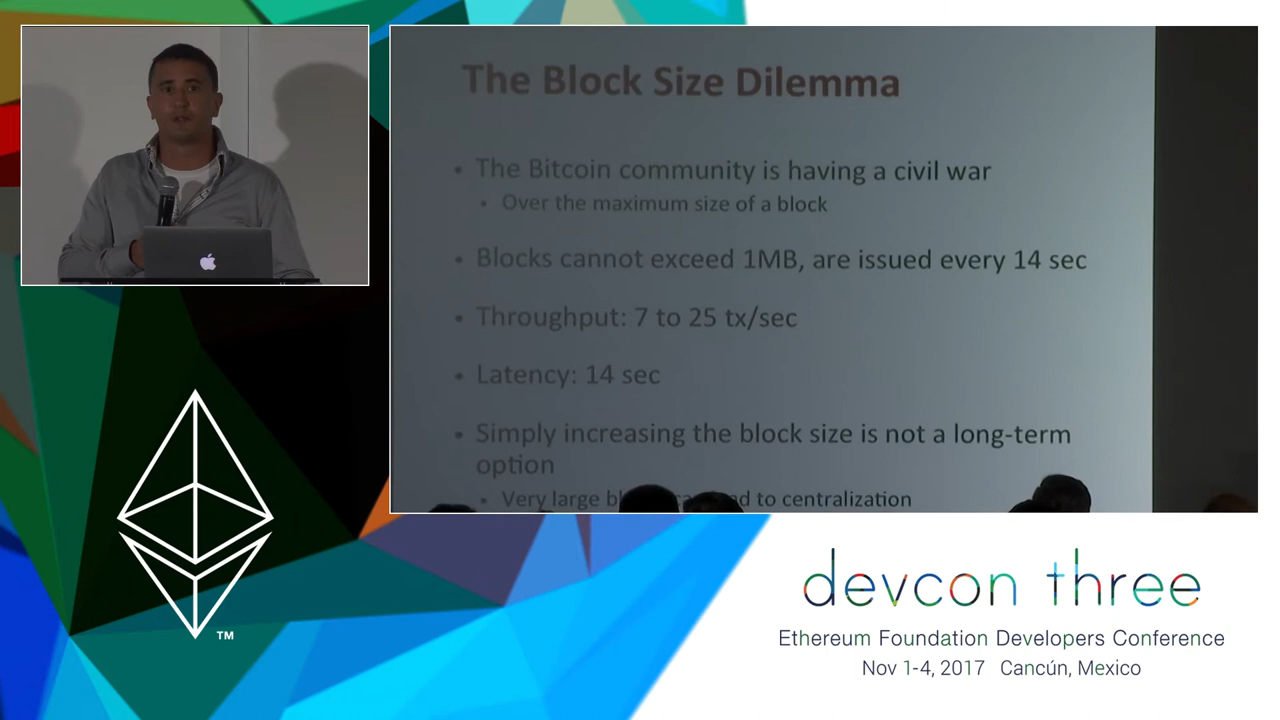 The Block Size Dilemma
• The Bitcoin community is having a civil war
• Over the maximum size of a block
• Blocks cannot exceed 1MB, are issued every 14 sec
• Throughput: 7 to 25 tx/sec
• Latency: 14 sec
• Simply increasing the block size is not a long-term
option
• Very large to centralization
TM
devcon three
Ethereum Foundation Developers Conference
Nov 1-4, 2017 Cancún, Mexico